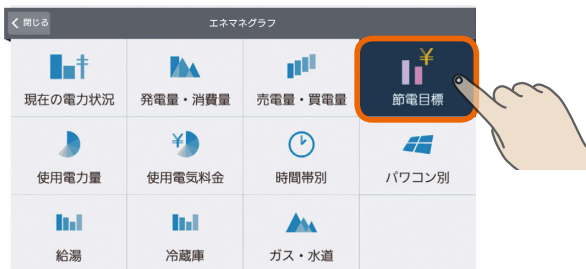 閉じる エネマネグラフ
現在の電力状況 発電量・消費量 売電量・買電量 節電目標
使用電力量 使用電気料金 時間帯別 パワコン別
給湯 冷蔵庫 ガス・水道